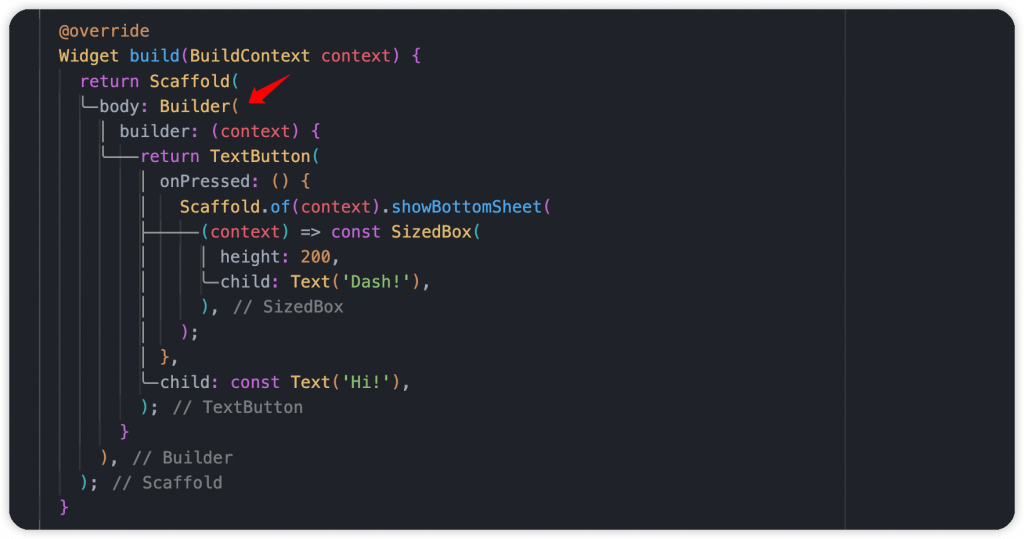 @override
Widget build(BuildContext context) {
return Scaffold(
body: Builder(
builder: (context) {
return TextButton(
onPressed: () {
Scaffold.of(context).showBottomSheet(
(context) => const SizedBox(
height: 200,
child: Text('Dash!'),
), // SizedBox
);
},
child: const Text('Hi!'),
); // TextButton
}
), // Builder
); // Scaffold
}